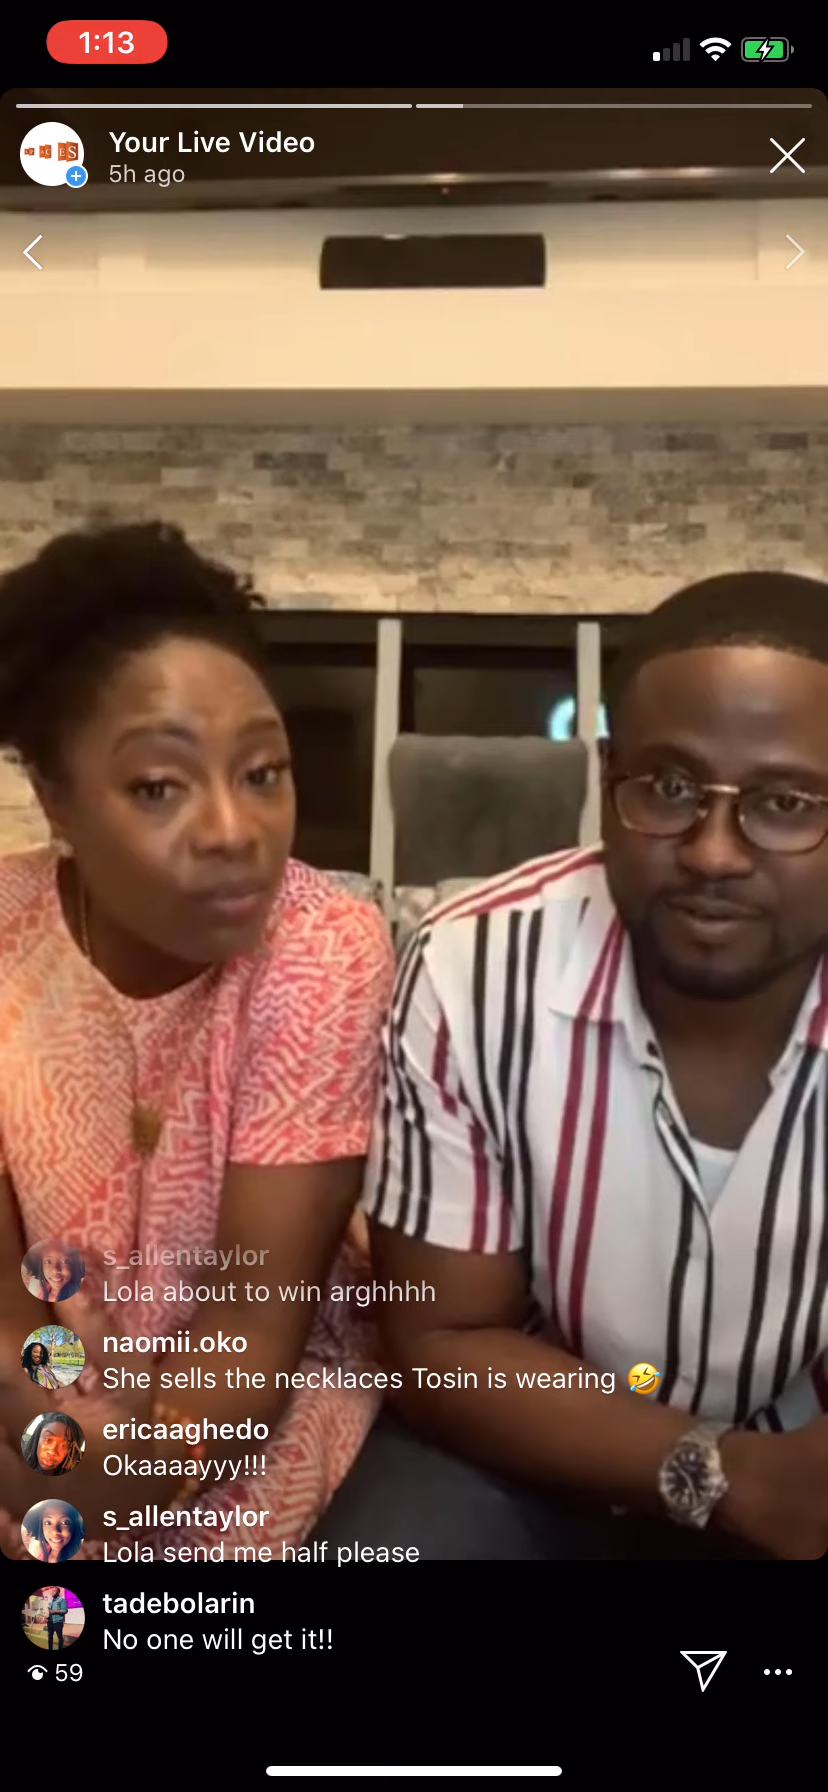 1:13
Your Live Video
5h ago
s_allentaylor
Lola about to win arghhhh
naomii.oko
She sells the necklaces Tosin is wearing 🤣
ericaaghedo
Okaaaayyy!!!
s_allentaylor
Lola send me half please
tadebolarin
No one will get it!!
59